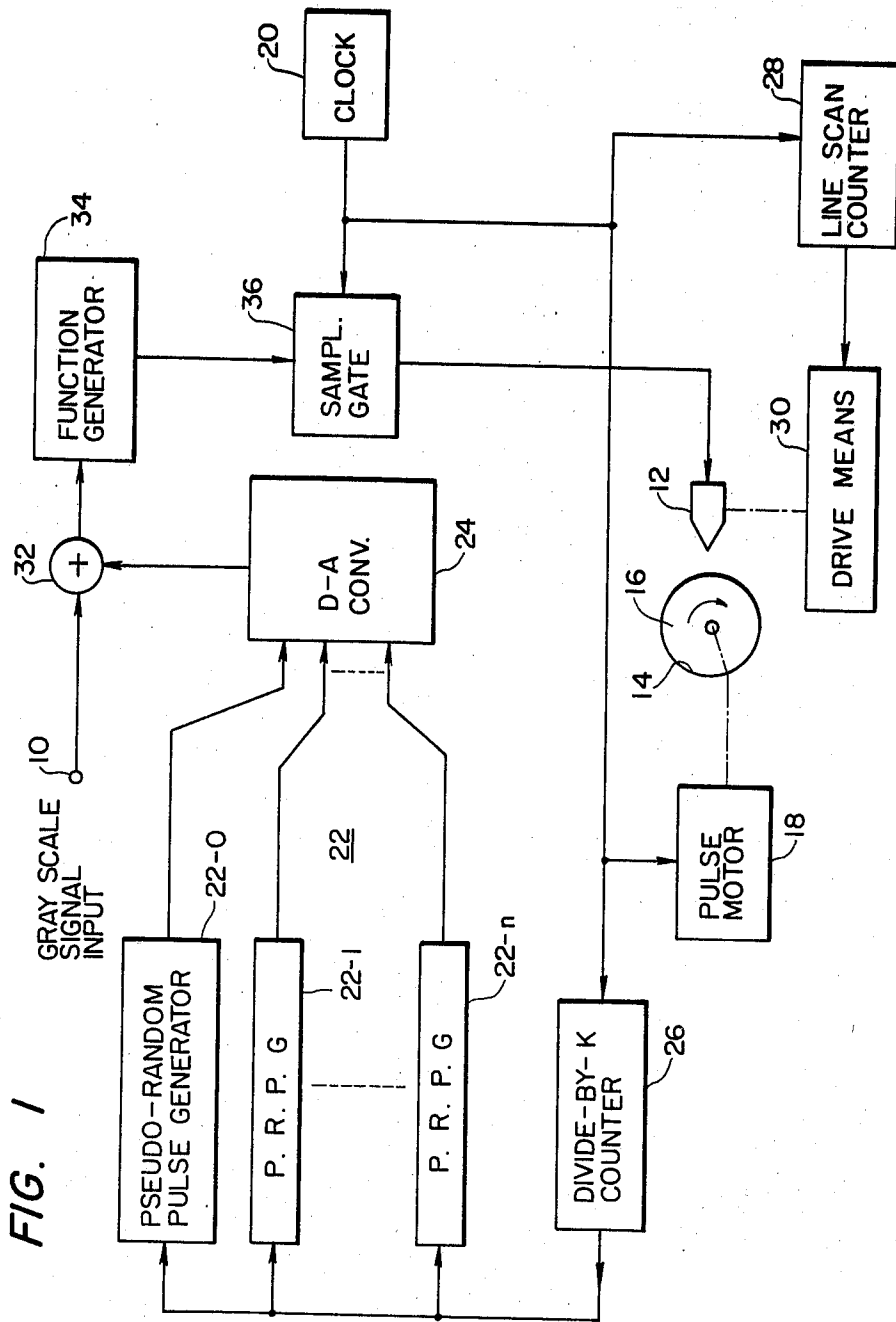 FIG. 1
GRAY SCALE
SIGNAL
INPUT
10
32
34
FUNCTION
GENERATOR
20
CLOCK
36
SAMPL.
GATE
PSEUDO-RANDOM
PULSE GENERATOR
22-0
P. R. P. G
22-1
22
P. R. P. G
22-n
D-A
CONV.
24
12
14
16
PULSE
MOTOR
18
DIVIDE-BY-K
COUNTER
26
DRIVE MEANS
30
LINE SCAN
COUNTER
28